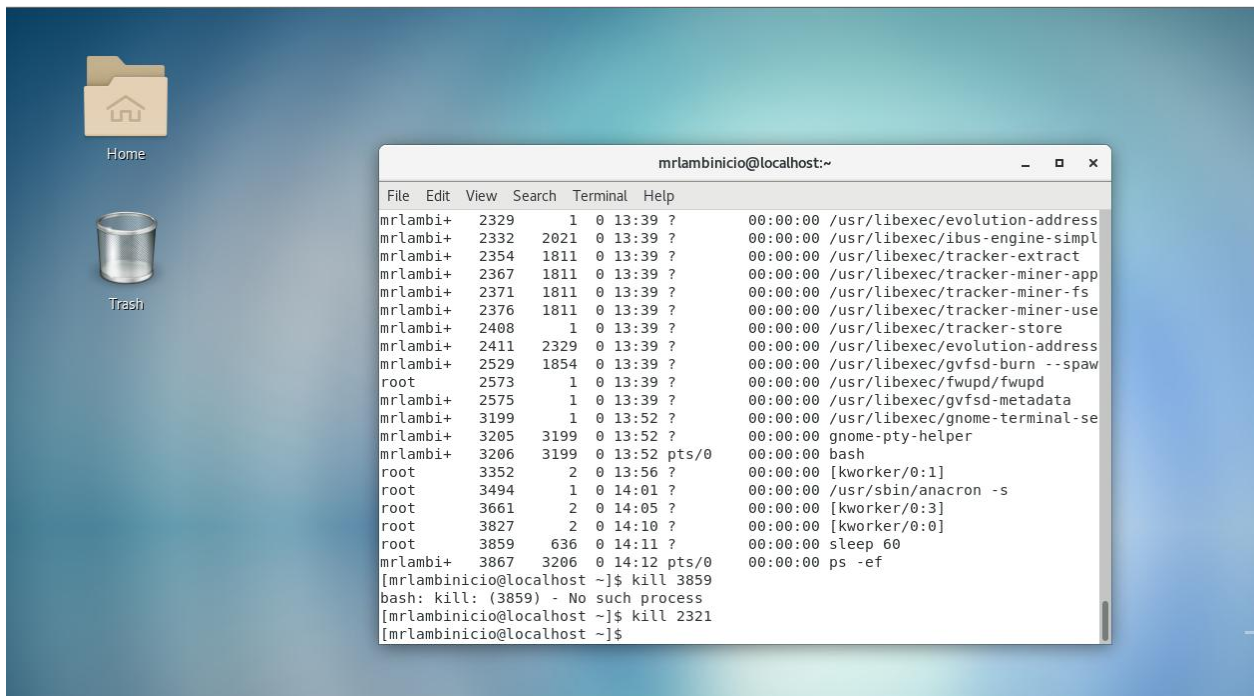 Home
Trash
mrlambinicio@localhost:~
File Edit View Search Terminal Help
mrlambi+ 2329 1 0 13:39 ? 00:00:00 /usr/libexec/evolution-address
mrlambi+ 2332 2021 0 13:39 ? 00:00:00 /usr/libexec/ibus-engine-simpl
mrlambi+ 2354 1811 0 13:39 ? 00:00:00 /usr/libexec/tracker-extract
mrlambi+ 2367 1811 0 13:39 ? 00:00:00 /usr/libexec/tracker-miner-app
mrlambi+ 2371 1811 0 13:39 ? 00:00:00 /usr/libexec/tracker-miner-fs
mrlambi+ 2376 1811 0 13:39 ? 00:00:00 /usr/libexec/tracker-miner-use
mrlambi+ 2408 1 0 13:39 ? 00:00:00 /usr/libexec/tracker-store
mrlambi+ 2411 2329 0 13:39 ? 00:00:00 /usr/libexec/evolution-address
mrlambi+ 2529 1854 0 13:39 ? 00:00:00 /usr/libexec/gvfsd-burn --spaw
root 2573 1 0 13:39 ? 00:00:00 /usr/libexec/fwupd/fwupd
mrlambi+ 2575 1 0 13:39 ? 00:00:00 /usr/libexec/gvfsd-metadata
mrlambi+ 3199 1 0 13:52 ? 00:00:00 /usr/libexec/gnome-terminal-se
mrlambi+ 3205 3199 0 13:52 ? 00:00:00 gnome-pty-helper
mrlambi+ 3206 3199 0 13:52 pts/0 00:00:00 bash
root 3352 2 0 13:56 ? 00:00:00 [kworker/0:1]
root 3494 1 0 14:01 ? 00:00:00 /usr/sbin/anacron -s
root 3661 2 0 14:05 ? 00:00:00 [kworker/0:3]
root 3827 2 0 14:10 ? 00:00:00 [kworker/0:0]
root 3859 636 0 14:11 ? 00:00:00 sleep 60
mrlambi+ 3867 3206 0 14:12 pts/0 00:00:00 ps -ef
[mrlambinicio@localhost ~]$ kill 3859
bash: kill: (3859) - No such process
[mrlambinicio@localhost ~]$ kill 2321
[mrlambinicio@localhost ~]$